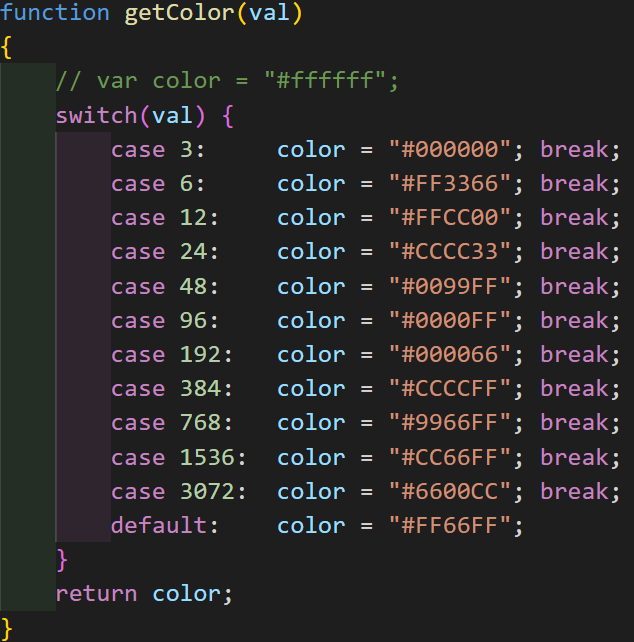 function getColor(val)
{
    // var color = "#ffffff";
    switch(val) {
        case 3:     color = "#000000"; break;
        case 6:     color = "#FF3366"; break;
        case 12:    color = "#FFCC00"; break;
        case 24:    color = "#CCCC33"; break;
        case 48:    color = "#0099FF"; break;
        case 96:    color = "#0000FF"; break;
        case 192:   color = "#000066"; break;
        case 384:   color = "#CCCCFF"; break;
        case 768:   color = "#9966FF"; break;
        case 1536:  color = "#CC66FF"; break;
        case 3072:  color = "#6600CC"; break;
        default:    color = "#FF66FF";
    }
    return color;
}